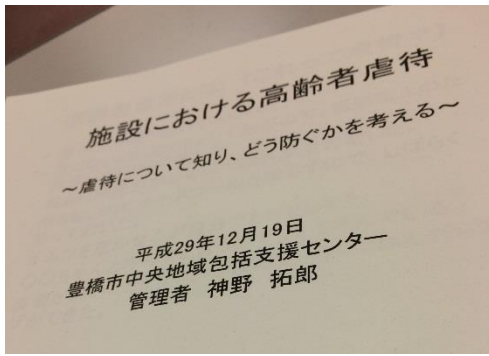 施設における高齢者虐待
～虐待について知り、どう防ぐかを考える～
平成29年12月19日
豊橋市中央地域包括支援センター
管理者　神野　拓郎